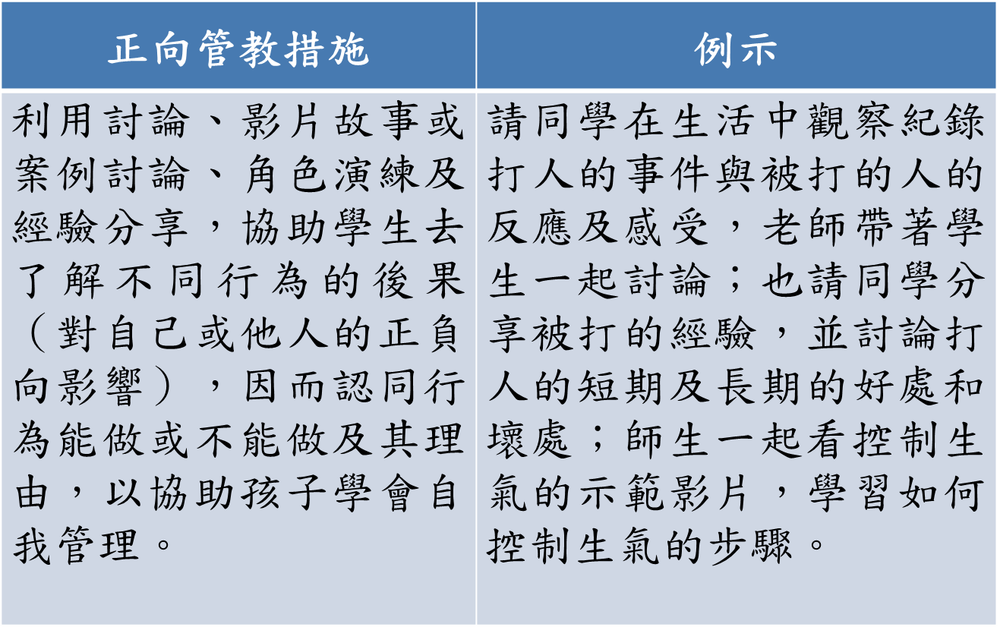 正向管教措施
例示
利用討論、影片故事或
案例討論、角色演練及
經驗分享，協助學生去
了解不同行為的後果
（對自己或他人的正負
向影響），因而認同行
為能做或不能做及其理
由，以協助孩子學會自
我管理。
請同學在生活中觀察紀錄
打人的事件與被打的人的
反應及感受，老師帶著學
生一起討論；也請同學分
享被打的經驗，並討論打
人的短期及長期的好處和
壞處；師生一起看控制生
氣的示範影片，學習如何
控制生氣的步驟。